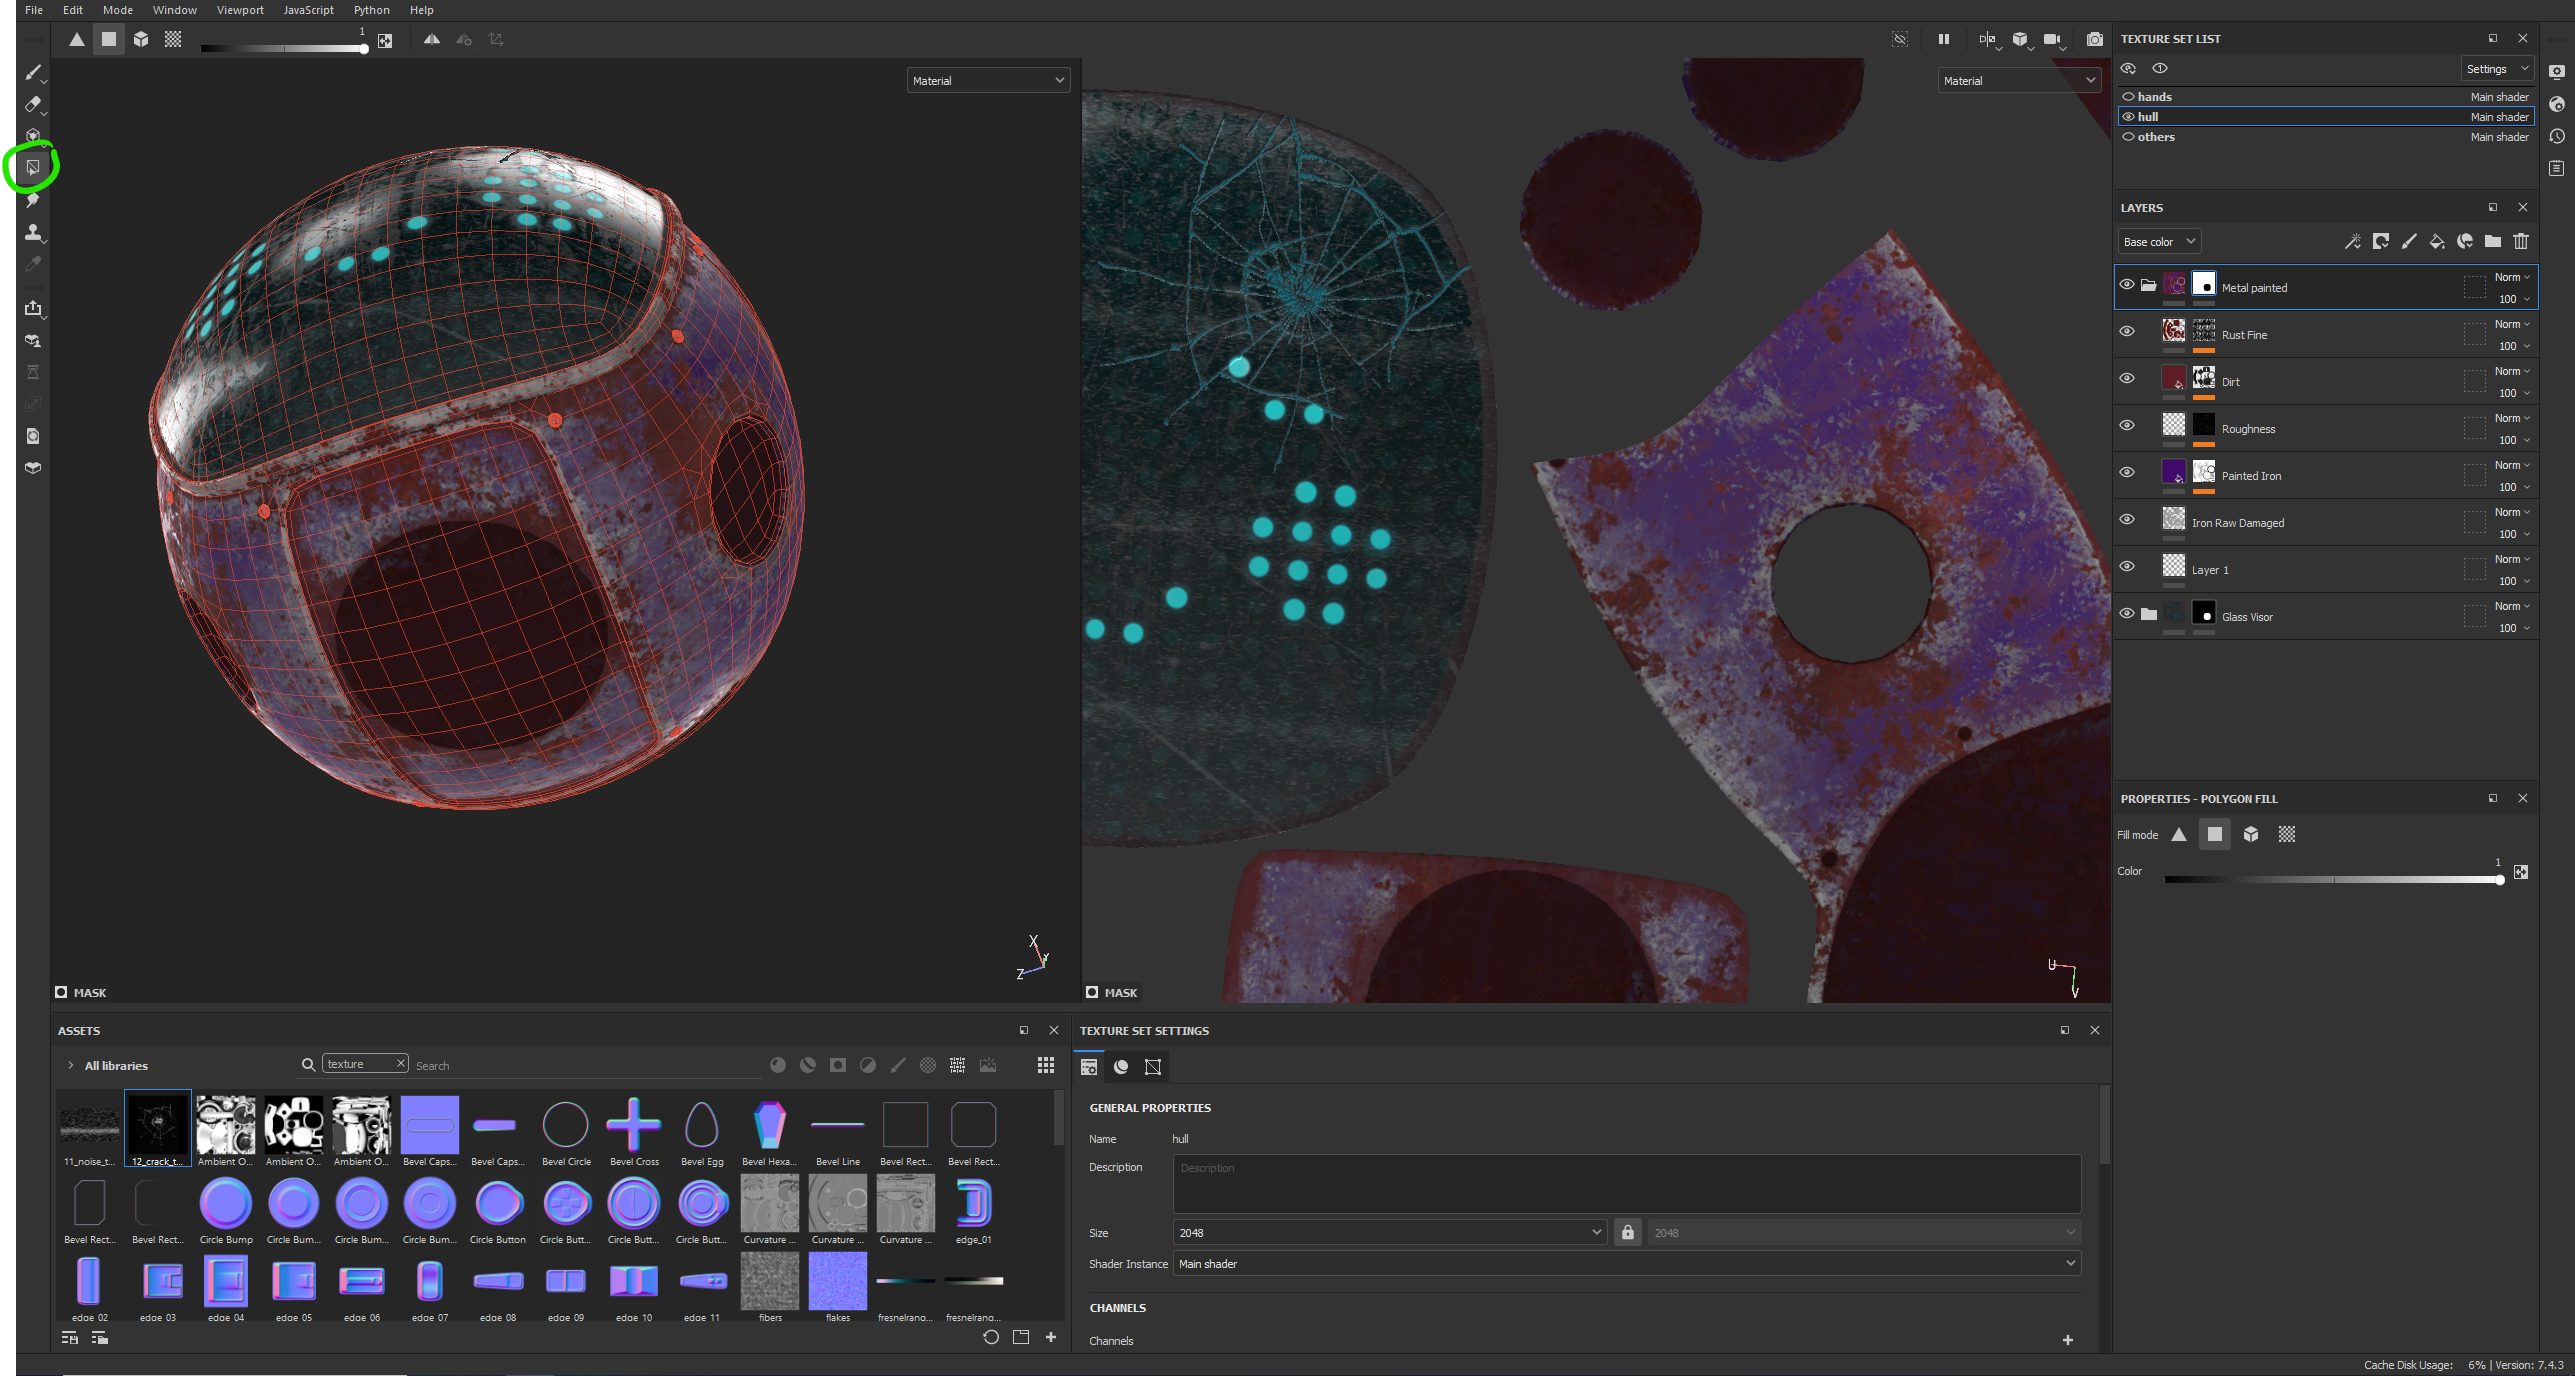 File Edit Mode Window Viewport JavaScript Python Help
1
Material
Material
X
Y
Z
U
V
MASK
MASK
TEXTURE SET LIST
1
Settings
hands Main shader
hull Main shader
others Main shader
LAYERS
Base color
Metal painted Norm 100
Rust Fine Norm 100
Dirt Norm 100
Roughness Norm 100
Painted Iron Norm 100
Iron Raw Damaged Norm 100
Layer 1 Norm 100
Glass Visor Norm 100
PROPERTIES - POLYGON FILL
Fill mode
1
Color
ASSETS
All libraries texture Search
11_noise_t... 12_crack_t... Ambient O... Ambient O... Ambient O... Bevel Caps... Bevel Caps... Bevel Circle Bevel Cross Bevel Egg Bevel Hexa... Bevel Line Bevel Rect... Bevel Rect...
Bevel Rect... Bevel Rect... Circle Bump Circle Bum... Circle Bum... Circle Bum... Circle Button Circle Butt... Circle Butt... Circle Butt... Curvature ... Curvature ... Curvature ... edge_01
edge 02 edge 03 edge 04 edge 05 edge 06 edge 07 edge 08 edge 09 edge 10 edge 11 fibers flakes fresnelrang... fresnelrang...
TEXTURE SET SETTINGS
GENERAL PROPERTIES
Name hull
Description Description
Size 2048 2048
Shader Instance Main shader
CHANNELS
Channels
Cache Disk Usage: 6% | Version: 7.4.3